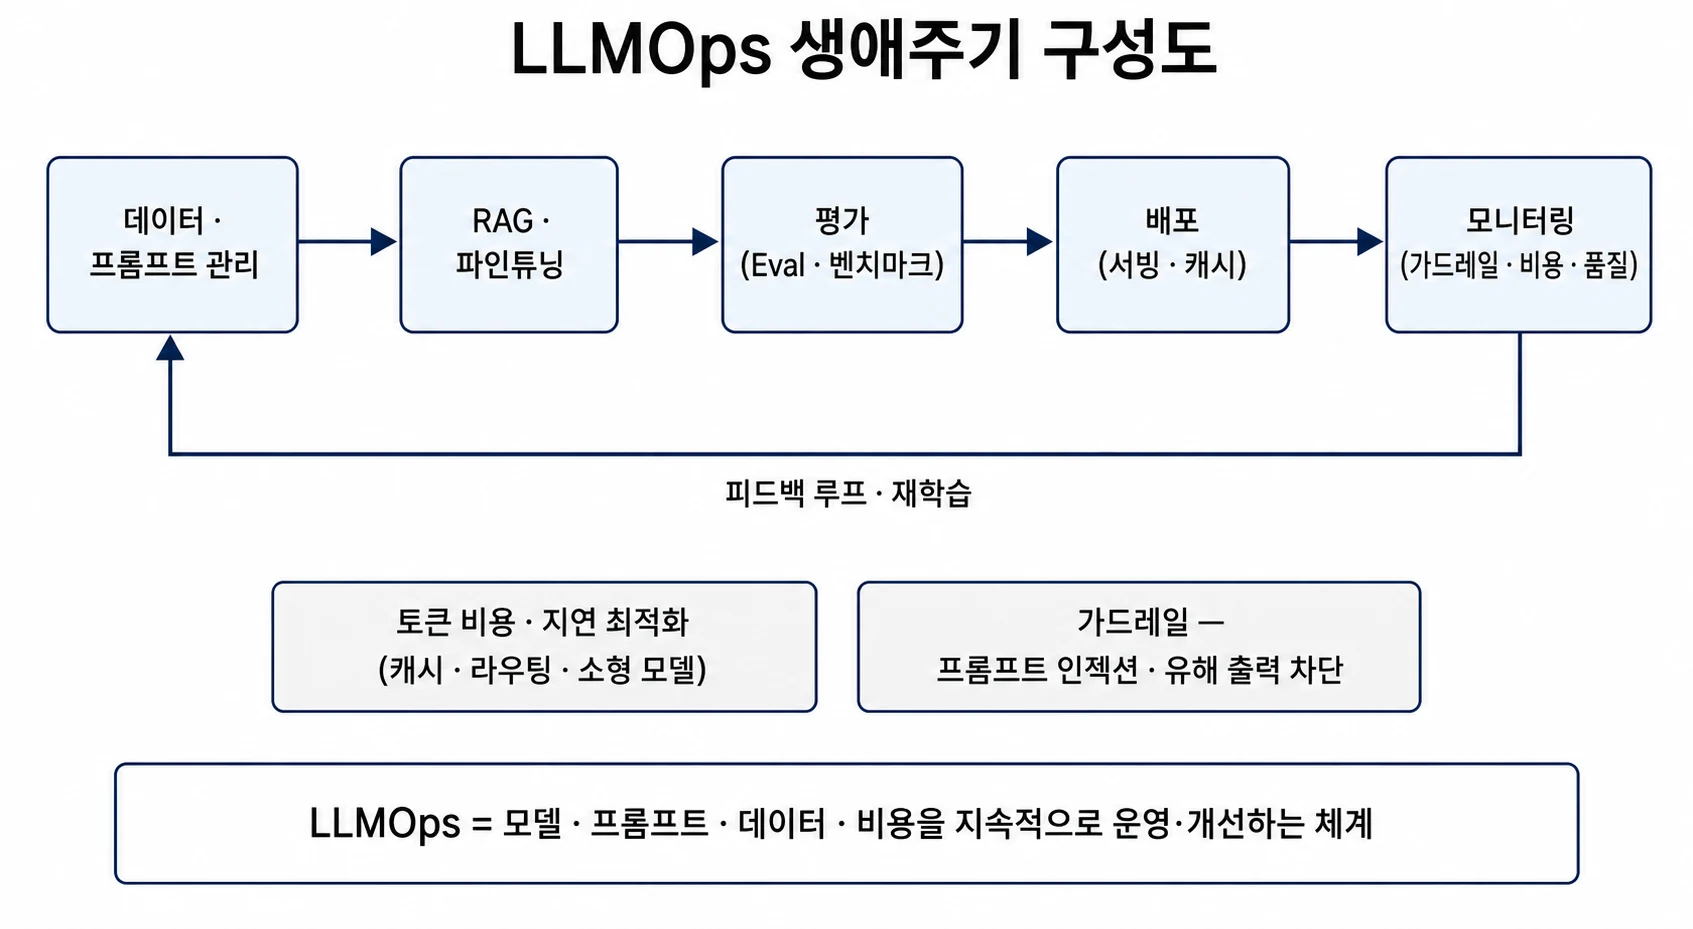 LLMOps 생애주기 구성도
데이터 ·
프롬프트 관리
RAG ·
파인튜닝
평가
(Eval · 벤치마크)
배포
(서빙 · 캐시)
모니터링
(가드레일 · 비용 · 품질)
피드백 루프 · 재학습
토큰 비용 · 지연 최적화
(캐시 · 라우팅 · 소형 모델)
가드레일 —
프롬프트 인젝션 · 유해 출력 차단
LLMOps = 모델 · 프롬프트 · 데이터 · 비용을 지속적으로 운영·개선하는 체계